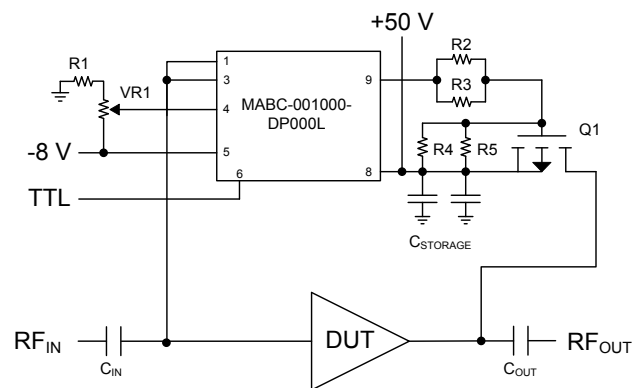 +50 V
R1
VR1
-8 V
TTL
1
3
4
5
6
MABC-001000-
DP000L
9
8
R2
R3
R4
R5
Q1
CSTORAGE
RFIN
CIN
DUT
COUT
RFOUT